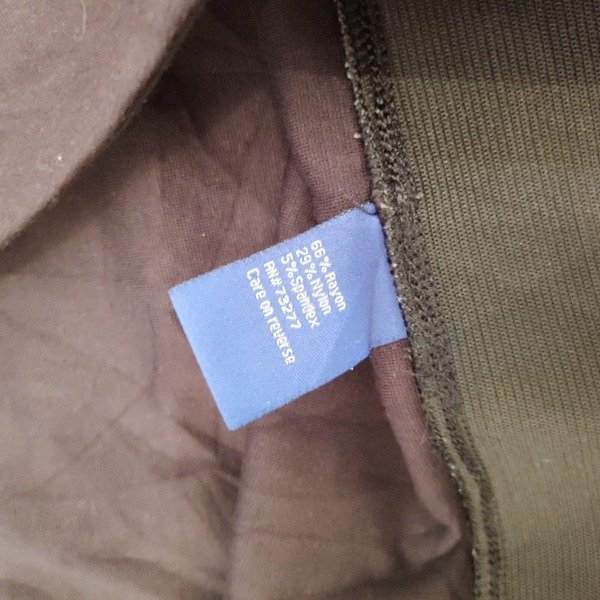 66% Rayon
29% Nylon
5% Spandex
RN# 73277
Care on reverse